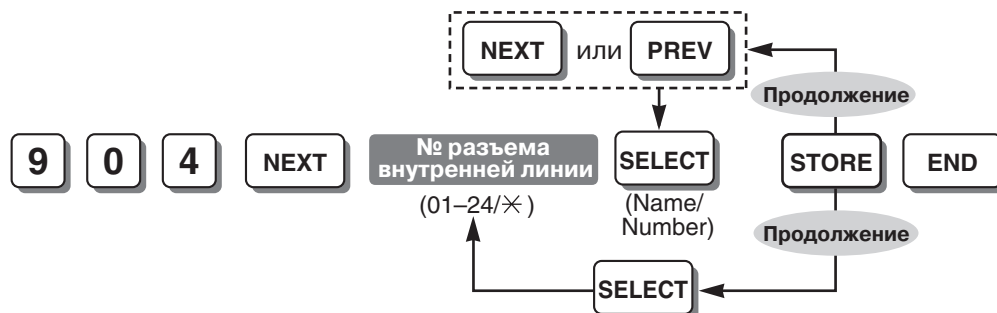 NEXT или PREV
Продолжение
9 0 4 NEXT № разъема внутренней линии SELECT STORE END
(01–24/✳)
(Name/
Number)
Продолжение
SELECT